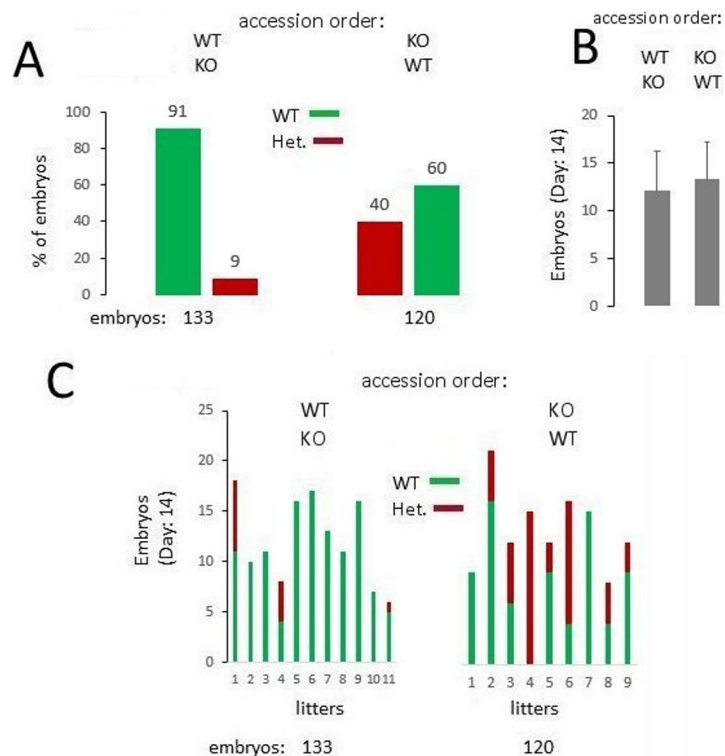 A
accession order:
WT KO
KO WT
% of embryos
100
80
60
40
20
0
91
9
WT
Het.
40
60
embryos: 133 120
B
accession order:
WT KO
KO WT
Embryos (Day: 14)
20
15
10
5
0
C
accession order:
WT KO
KO WT
Embryos
(Day: 14)
25
20
15
10
5
0
WT
Het.
1 2 3 4 5 6 7 8 9 10 11
1 2 3 4 5 6 7 8 9
litters litters
embryos: 133 120